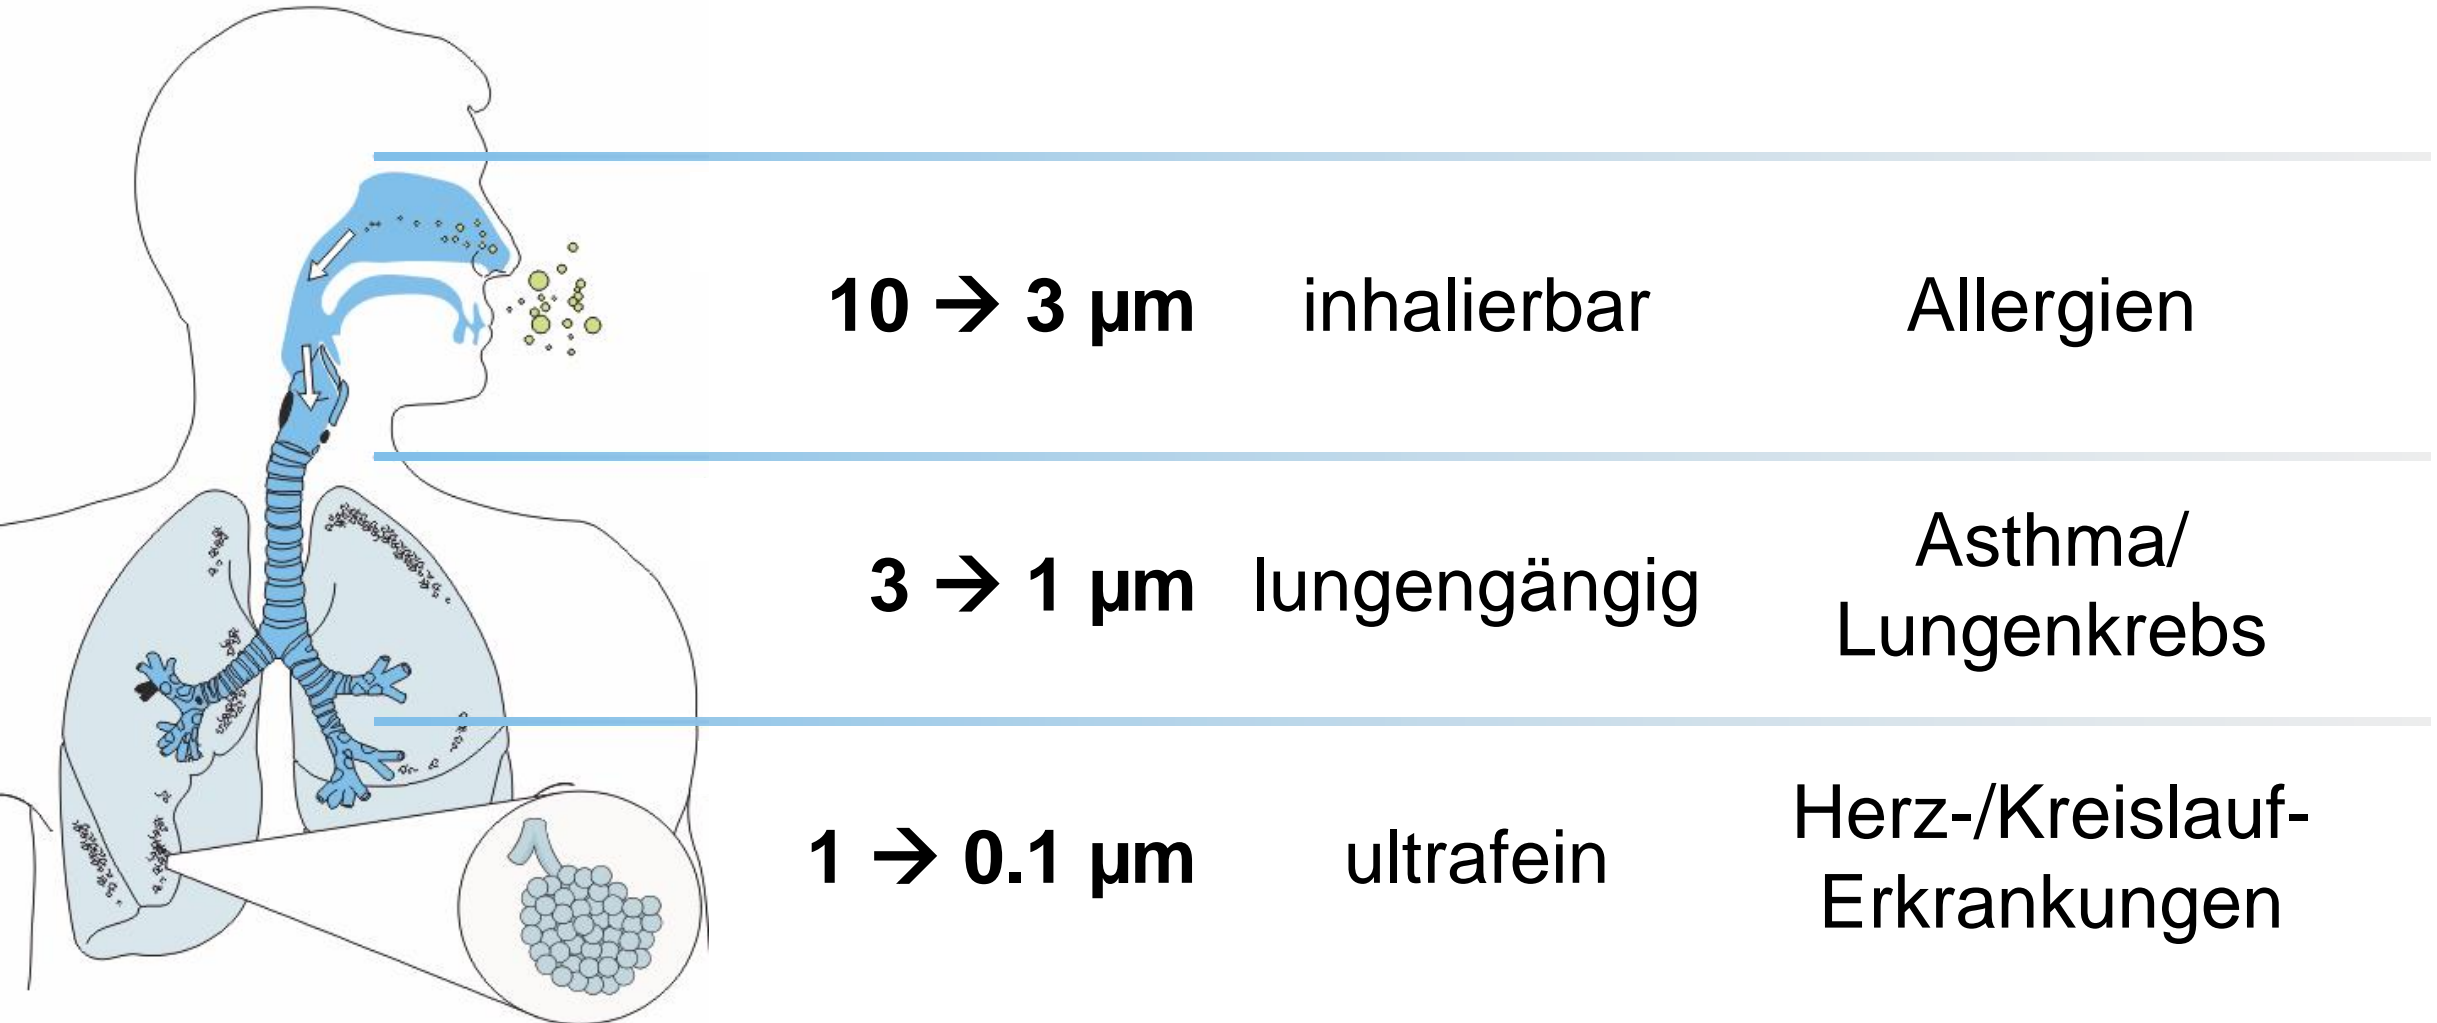 10 → 3 µm inhalierbar Allergien
3 → 1 µm lungengängig Asthma/
Lungenkrebs
1 → 0.1 µm ultrafein Herz-/Kreislauf-
Erkrankungen